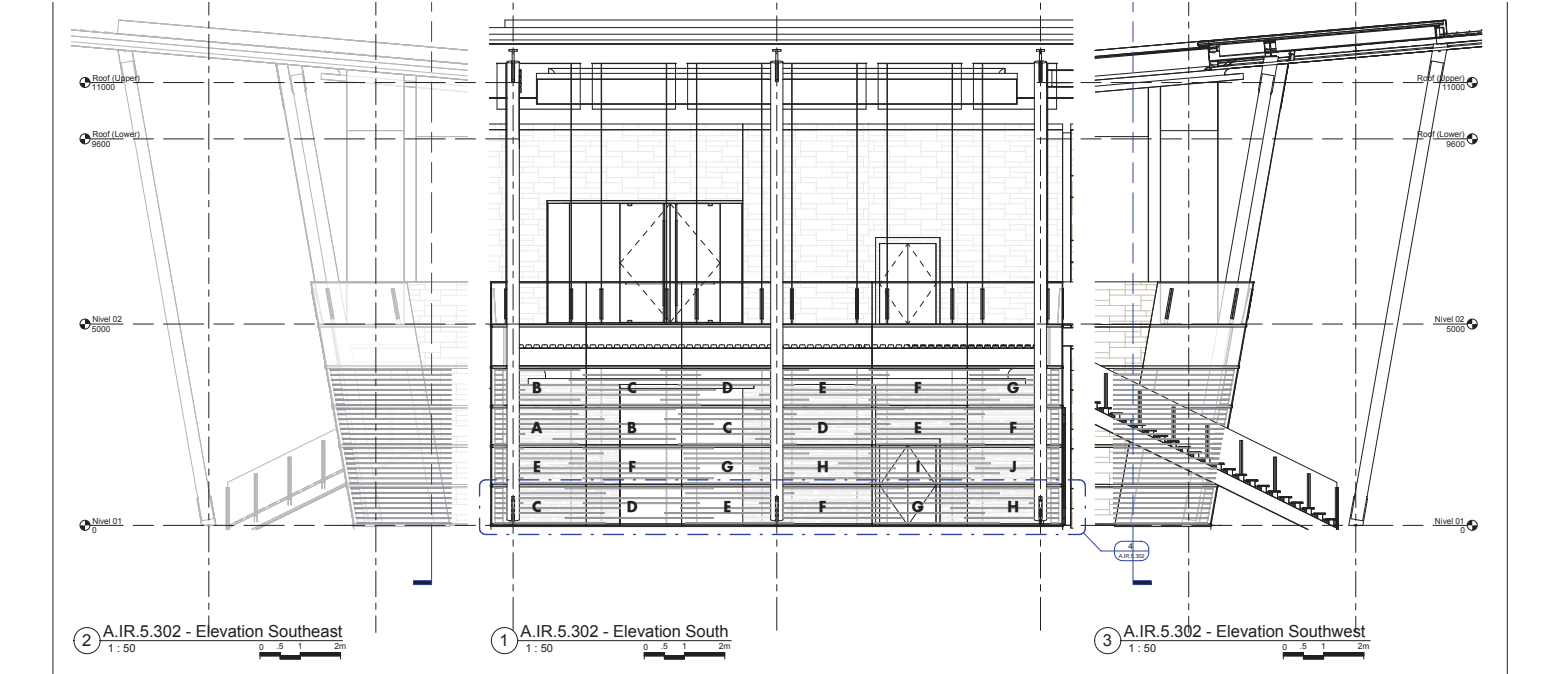 Roof (Upper)
11000
Roof (Lower)
9600
Nivel 02
5000
Nivel 01
0
B C D E F G
A B C D E F
E F G H I J
C D E F G H
Roof (Upper)
11000
Roof (Lower)
9600
Nivel 02
5000
Nivel 01
0
4
A.IR.5.302
2 A.IR.5.302 - Elevation Southeast
1 : 50
0 .5 1 2m
1 A.IR.5.302 - Elevation South
1 : 50
0 .5 1 2m
3 A.IR.5.302 - Elevation Southwest
1 : 50
0 .5 1 2m